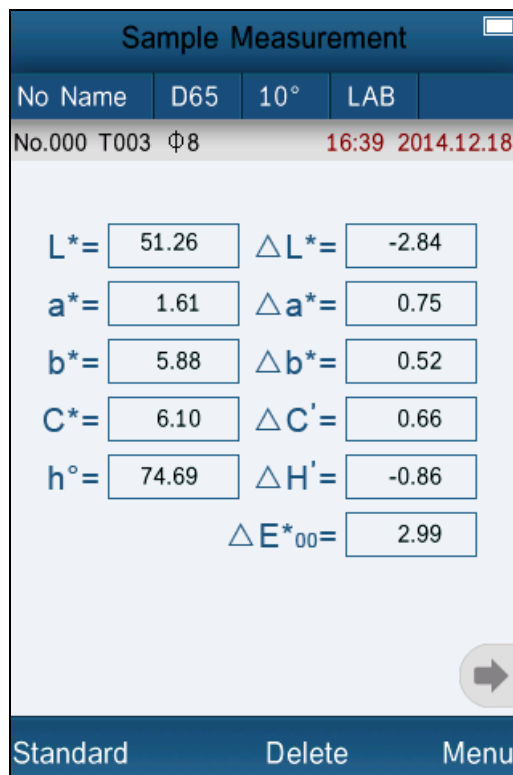 Sample Measurement
No Name D65 10° LAB
No.000 T003 Φ8 16:39 2014.12.18
L*= 51.26 △L*= -2.84
a*= 1.61 △a*= 0.75
b*= 5.88 △b*= 0.52
C*= 6.10 △C'= 0.66
h°= 74.69 △H'= -0.86
△E*00= 2.99
Standard Delete Menu